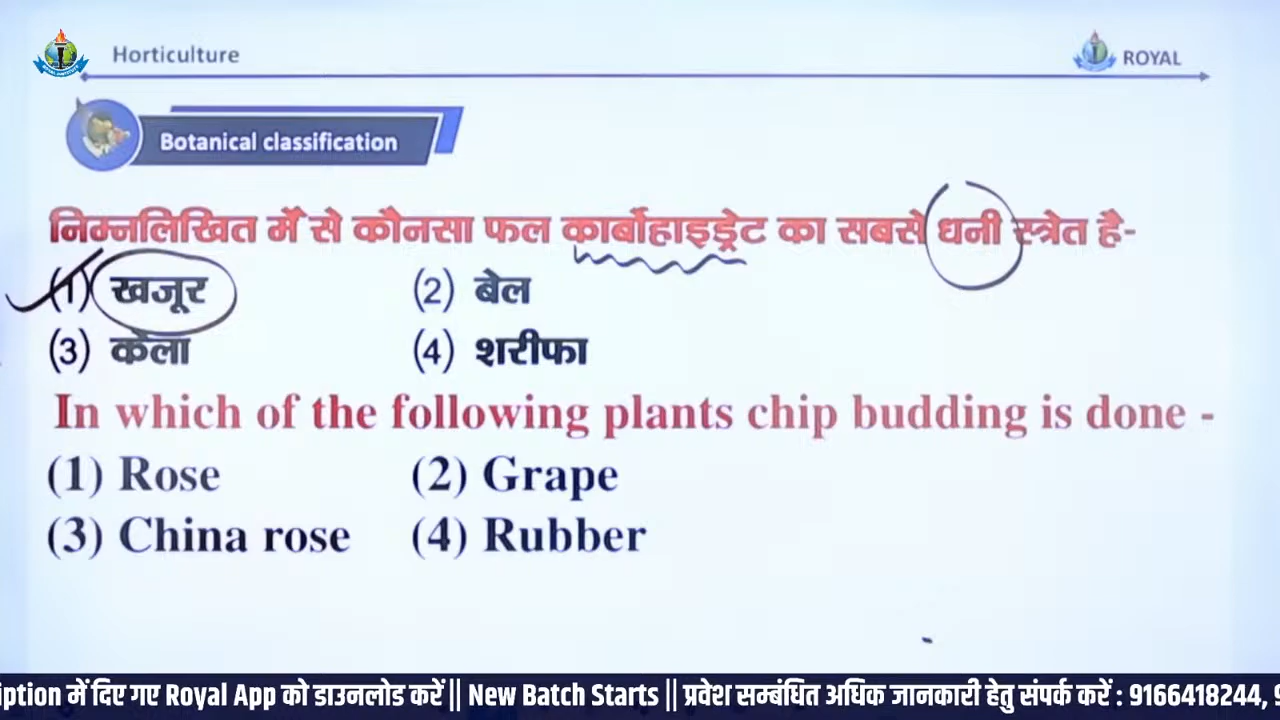 Horticulture
ROYAL
Botanical classification
निम्नलिखित में से कौनसा फल कार्बोहाइड्रेट का सबसे धनी स्त्रेत है-
(1) खजूर (2) बेल
(3) केला (4) शरीफा
In which of the following plants chip budding is done -
(1) Rose (2) Grape
(3) China rose (4) Rubber
iption में दिए गए Royal App को डाउनलोड करें || New Batch Starts || प्रवेश सम्बंधित अधिक जानकारी हेतु संपर्क करें : 9166418244, 9